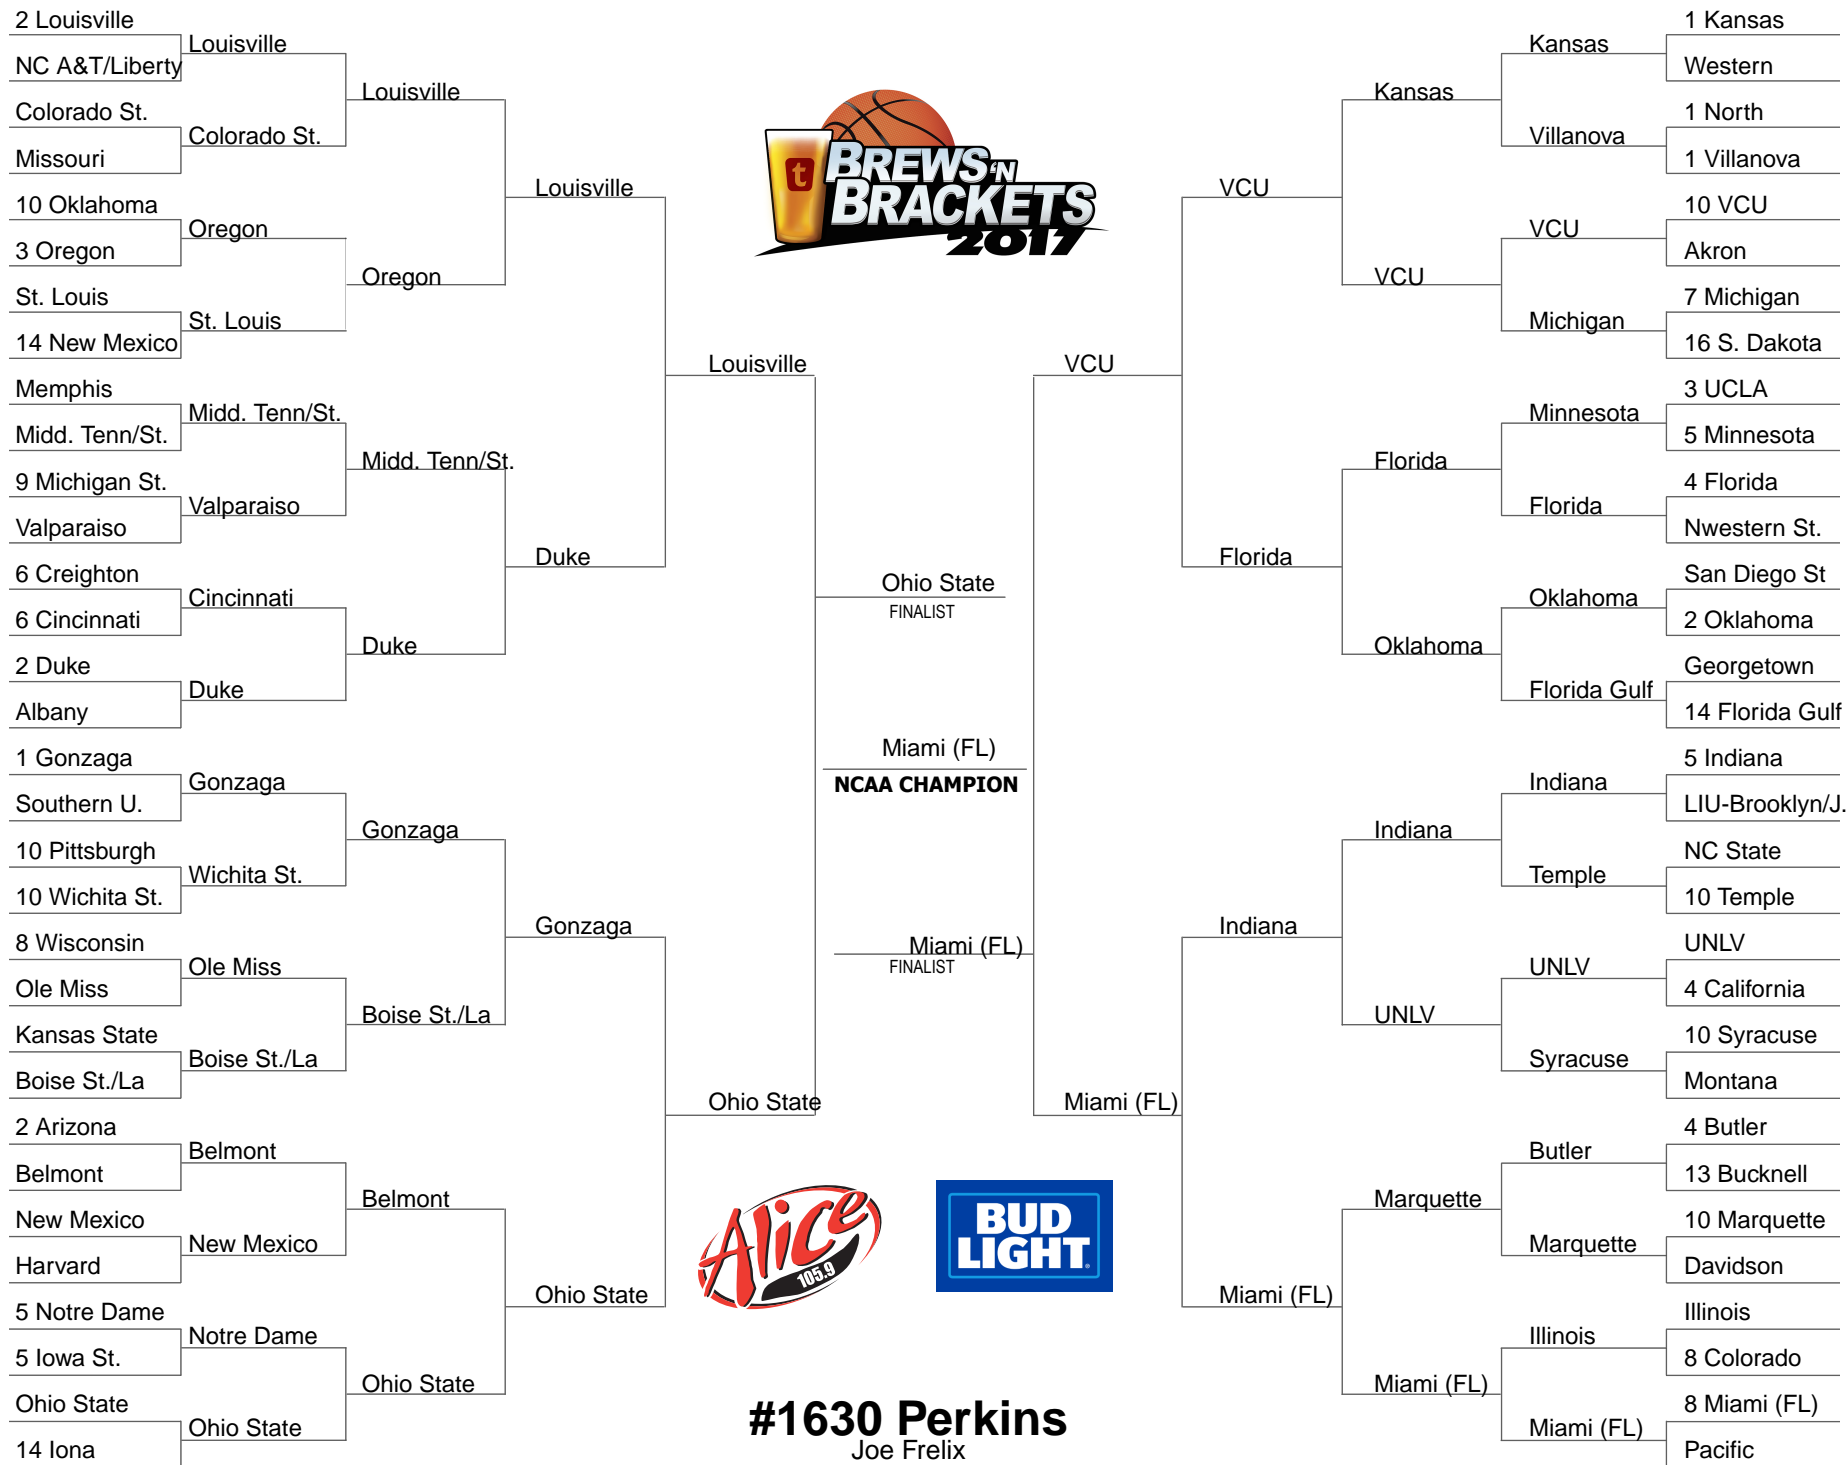 2 Louisville
NC A&T/Liberty
Colorado St.
Missouri
10 Oklahoma
3 Oregon
St. Louis
14 New Mexico
Memphis
Midd. Tenn/St.
9 Michigan St.
Valparaiso
6 Creighton
6 Cincinnati
2 Duke
Albany
1 Gonzaga
Southern U.
10 Pittsburgh
10 Wichita St.
8 Wisconsin
Ole Miss
Kansas State
Boise St./La
2 Arizona
Belmont
New Mexico
Harvard
5 Notre Dame
5 Iowa St.
Ohio State
14 Iona
Louisville
Colorado St.
Oregon
St. Louis
Midd. Tenn/St.
Valparaiso
Cincinnati
Duke
Gonzaga
Wichita St.
Ole Miss
Boise St./La
Belmont
New Mexico
Notre Dame
Ohio State
Louisville
Oregon
Midd. Tenn/St.
Duke
Gonzaga
Boise St./La
Belmont
Ohio State
Louisville
Duke
Gonzaga
Ohio State
Louisville
Ohio State
t
BREWS 'N
BRACKETS
2017
Ohio State
FINALIST
Miami (FL)
NCAA CHAMPION
Miami (FL)
FINALIST
Alice
105.9
BUD
LIGHT
#1630 Perkins
Joe Frelix
VCU
Miami (FL)
VCU
Florida
Indiana
Miami (FL)
Kansas
VCU
Florida
Oklahoma
Indiana
UNLV
Marquette
Miami (FL)
Kansas
Villanova
VCU
Michigan
Minnesota
Florida
Oklahoma
Florida Gulf
Indiana
Temple
UNLV
Syracuse
Butler
Marquette
Illinois
Miami (FL)
1 Kansas
Western
1 North
1 Villanova
10 VCU
Akron
7 Michigan
16 S. Dakota
3 UCLA
5 Minnesota
4 Florida
Nwestern St.
San Diego St
2 Oklahoma
Georgetown
14 Florida Gulf
5 Indiana
LIU-Brooklyn/J.
NC State
10 Temple
UNLV
4 California
10 Syracuse
Montana
4 Butler
13 Bucknell
10 Marquette
Davidson
Illinois
8 Colorado
8 Miami (FL)
Pacific